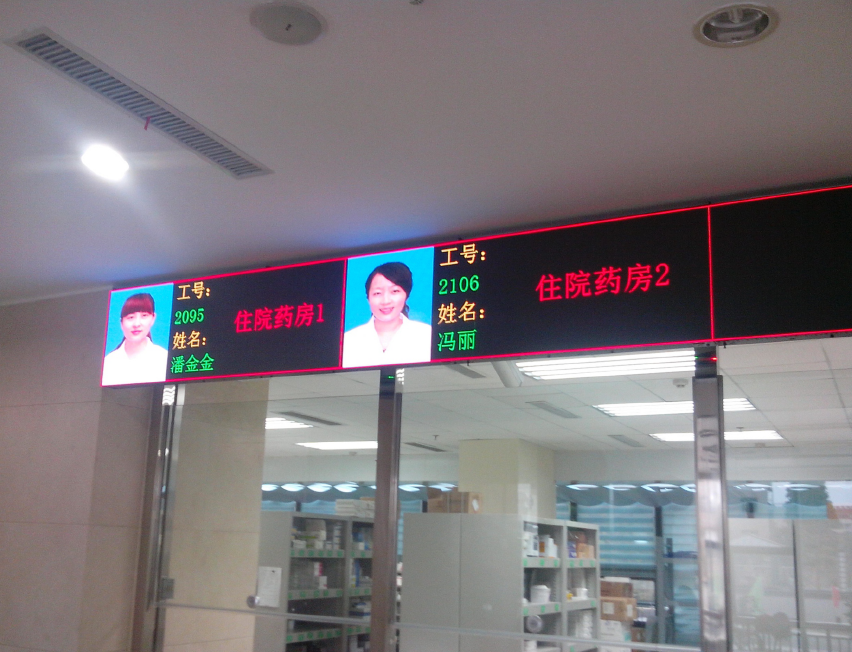 工号：
2095
姓名：
潘金金
住院药房1
工号：
2106
姓名：
冯丽
住院药房2